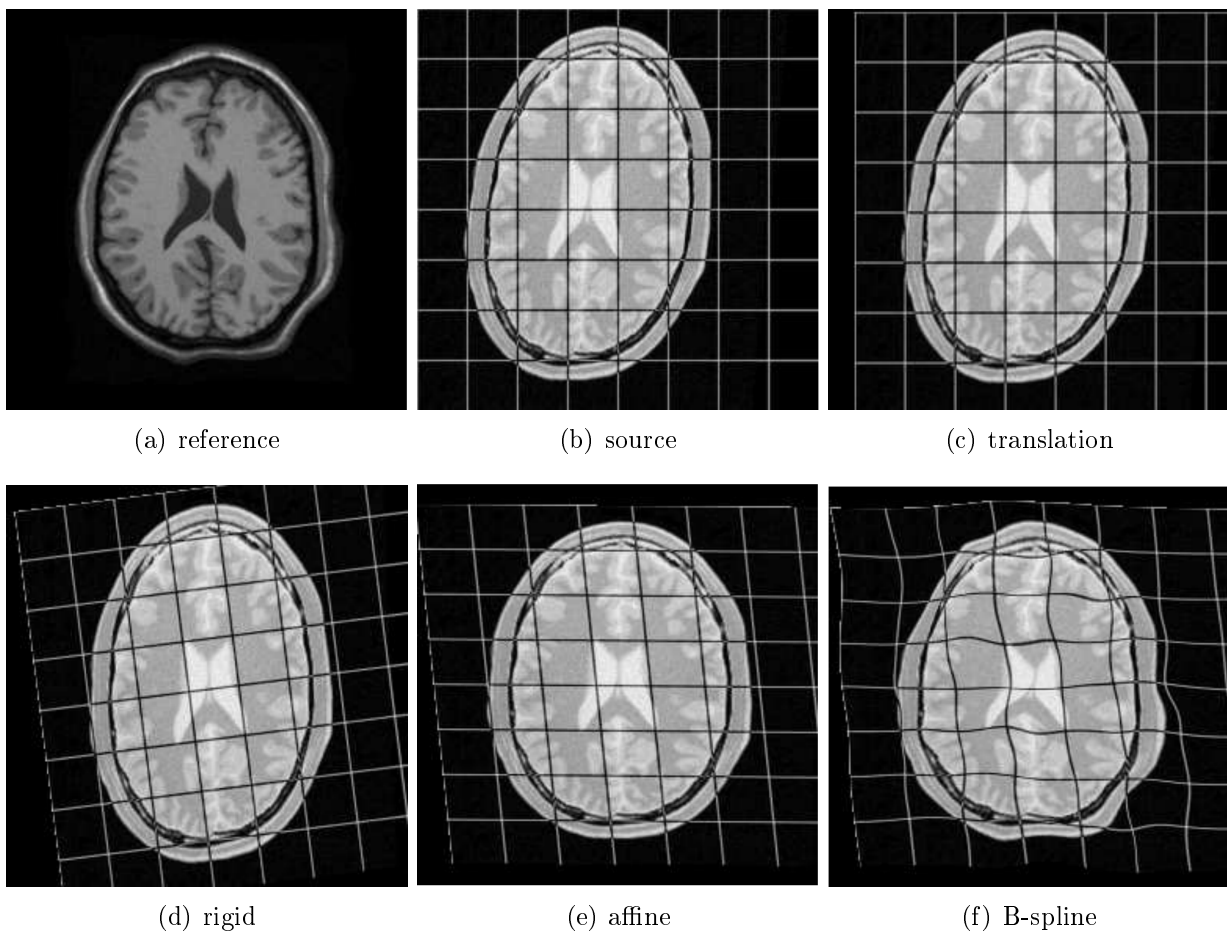 (a) reference
(b) source
(c) translation
(d) rigid
(e) affine
(f) B-spline